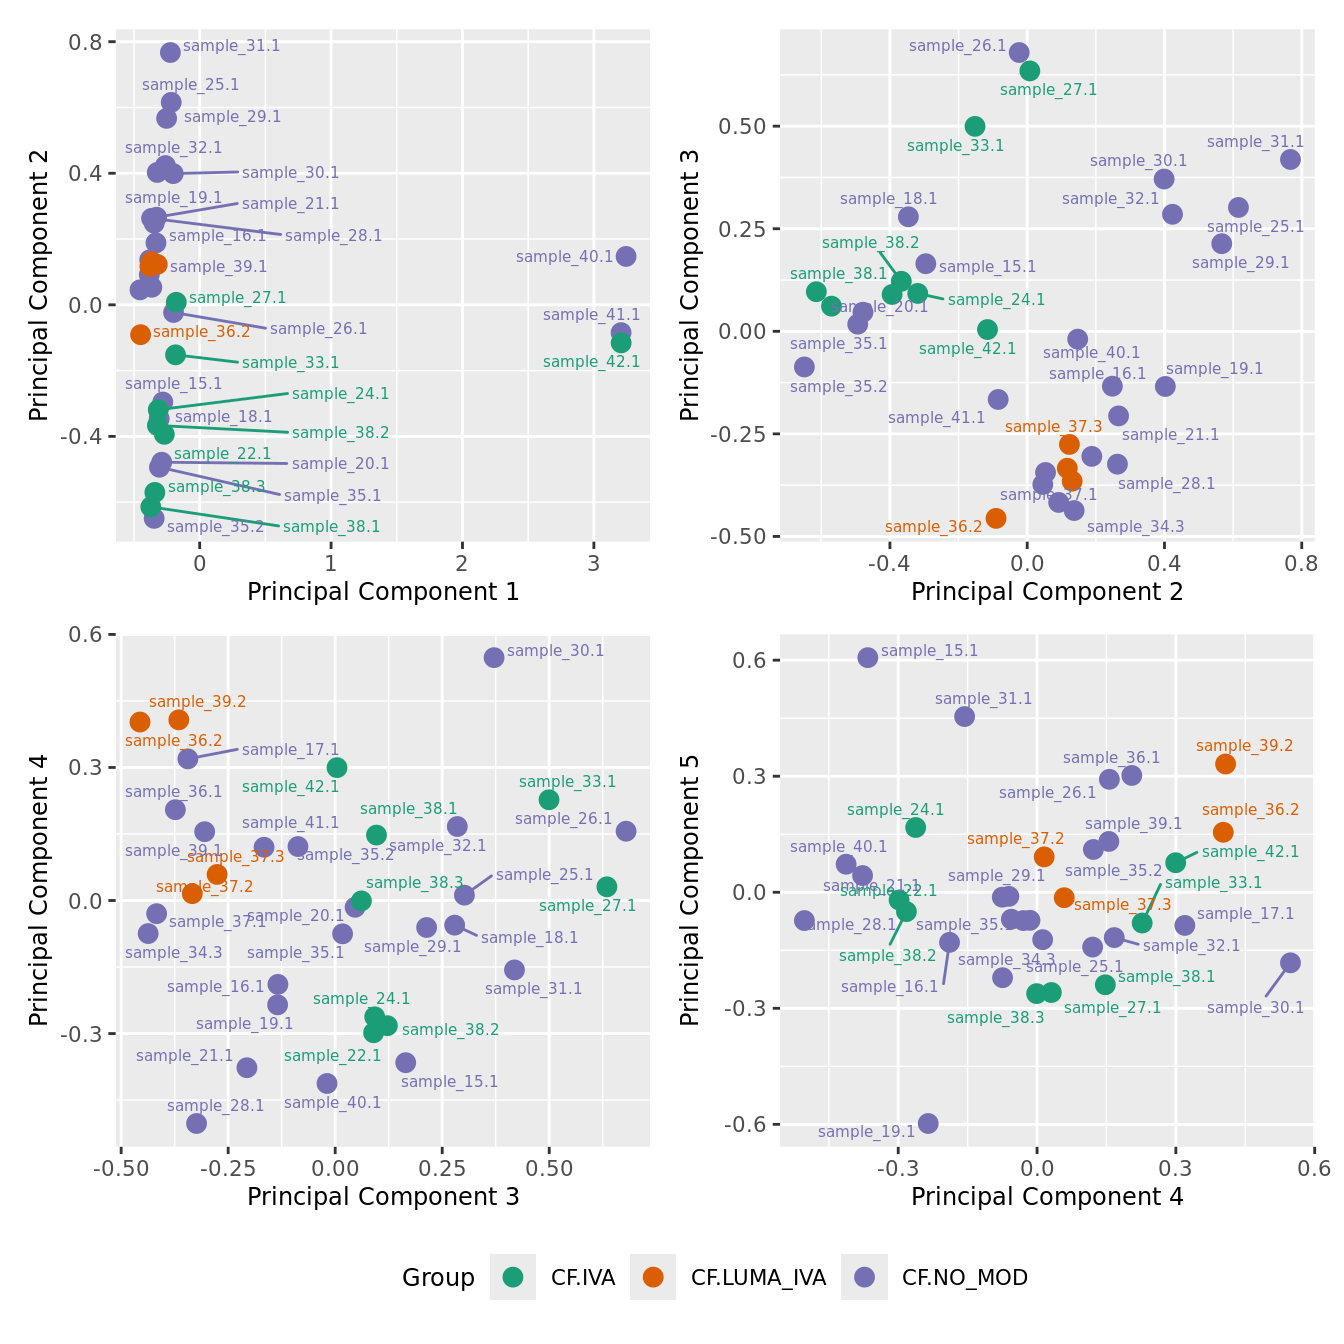 0.8
0.4
0.0
-0.4
Principal Component 2
sample_31.1
sample_25.1
sample_29.1
sample_32.1
sample_30.1
sample_19.1
sample_21.1
sample_16.1
sample_28.1
sample_40.1
sample_39.1
sample_27.1
sample_41.1
sample_26.1
sample_36.2
sample_33.1
sample_42.1
sample_15.1
sample_24.1
sample_18.1
sample_38.2
sample_22.1
sample_20.1
sample_38.3
sample_35.1
sample_35.2
sample_38.1
0
1
2
3
Principal Component 1
0.50
0.25
0.00
-0.25
-0.50
Principal Component 3
sample_26.1
sample_27.1
sample_33.1
sample_31.1
sample_30.1
sample_18.1
sample_32.1
sample_25.1
sample_38.2
sample_29.1
sample_15.1
sample_38.1
sample_24.1
sample_20.1
sample_35.1
sample_42.1
sample_40.1
sample_19.1
sample_16.1
sample_35.2
sample_41.1
sample_37.3
sample_21.1
sample_28.1
sample_37.1
sample_36.2
sample_34.3
-0.4
0.0
0.4
0.8
Principal Component 2
0.6
0.3
0.0
-0.3
Principal Component 4
sample_30.1
sample_39.2
sample_36.2
sample_17.1
sample_42.1
sample_33.1
sample_36.1
sample_38.1
sample_26.1
sample_41.1
sample_32.1
sample_39.1
sample_37.3
sample_35.2
sample_25.1
sample_37.2
sample_38.3
sample_27.1
sample_20.1
sample_37.1
sample_18.1
sample_29.1
sample_34.3
sample_35.1
sample_16.1
sample_31.1
sample_24.1
sample_19.1
sample_38.2
sample_21.1
sample_22.1
sample_15.1
sample_28.1
sample_40.1
-0.50
-0.25
0.00
0.25
0.50
Principal Component 3
0.6
0.3
0.0
-0.3
-0.6
Principal Component 5
sample_15.1
sample_31.1
sample_39.2
sample_36.1
sample_26.1
sample_24.1
sample_36.2
sample_39.1
sample_37.2
sample_40.1
sample_42.1
sample_35.2
sample_29.1
sample_33.1
sample_21.1
sample_22.1
sample_37.3
sample_17.1
sample_28.1
sample_35.1
sample_32.1
sample_38.2
sample_34.3
sample_25.1
sample_38.1
sample_16.1
sample_27.1
sample_30.1
sample_38.3
sample_19.1
-0.3
0.0
0.3
0.6
Principal Component 4
Group
CF.IVA
CF.LUMA_IVA
CF.NO_MOD